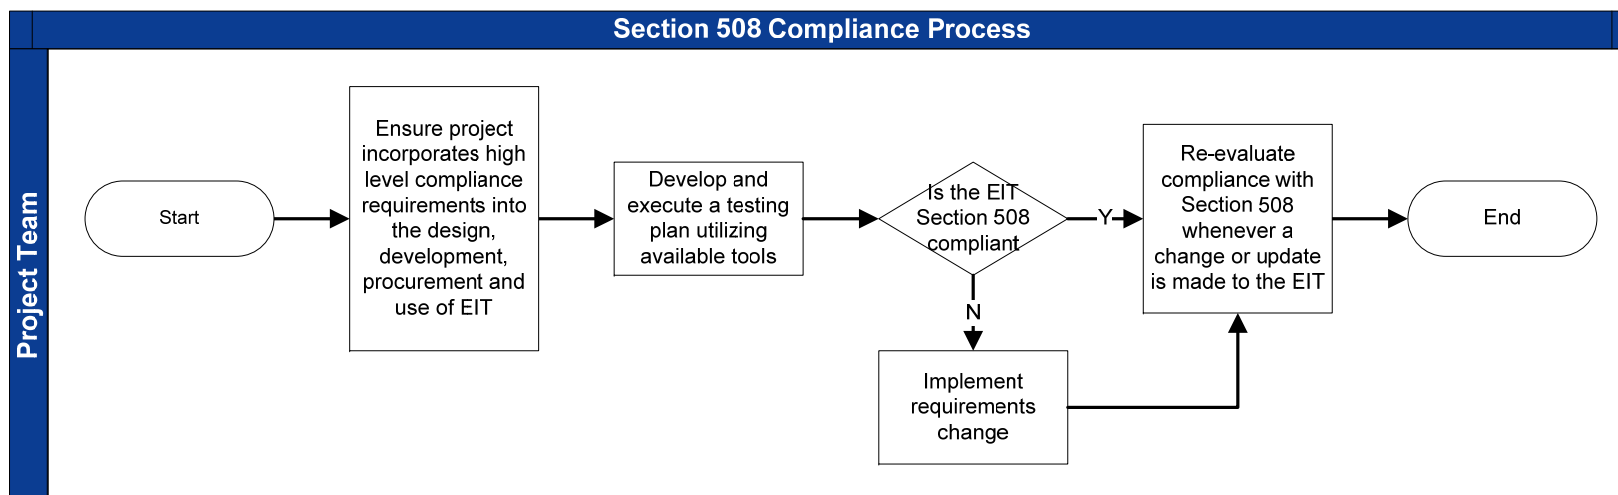 Section 508 Compliance Process
Project Team
Start
Ensure project
incorporates high
level compliance
requirements into
the design,
development,
procurement and
use of EIT
Develop and
execute a testing
plan utilizing
available tools
Is the EIT
Section 508
compliant
Y
N
Implement
requirements
change
Re-evaluate
compliance with
Section 508
whenever a
change or update
is made to the EIT
End